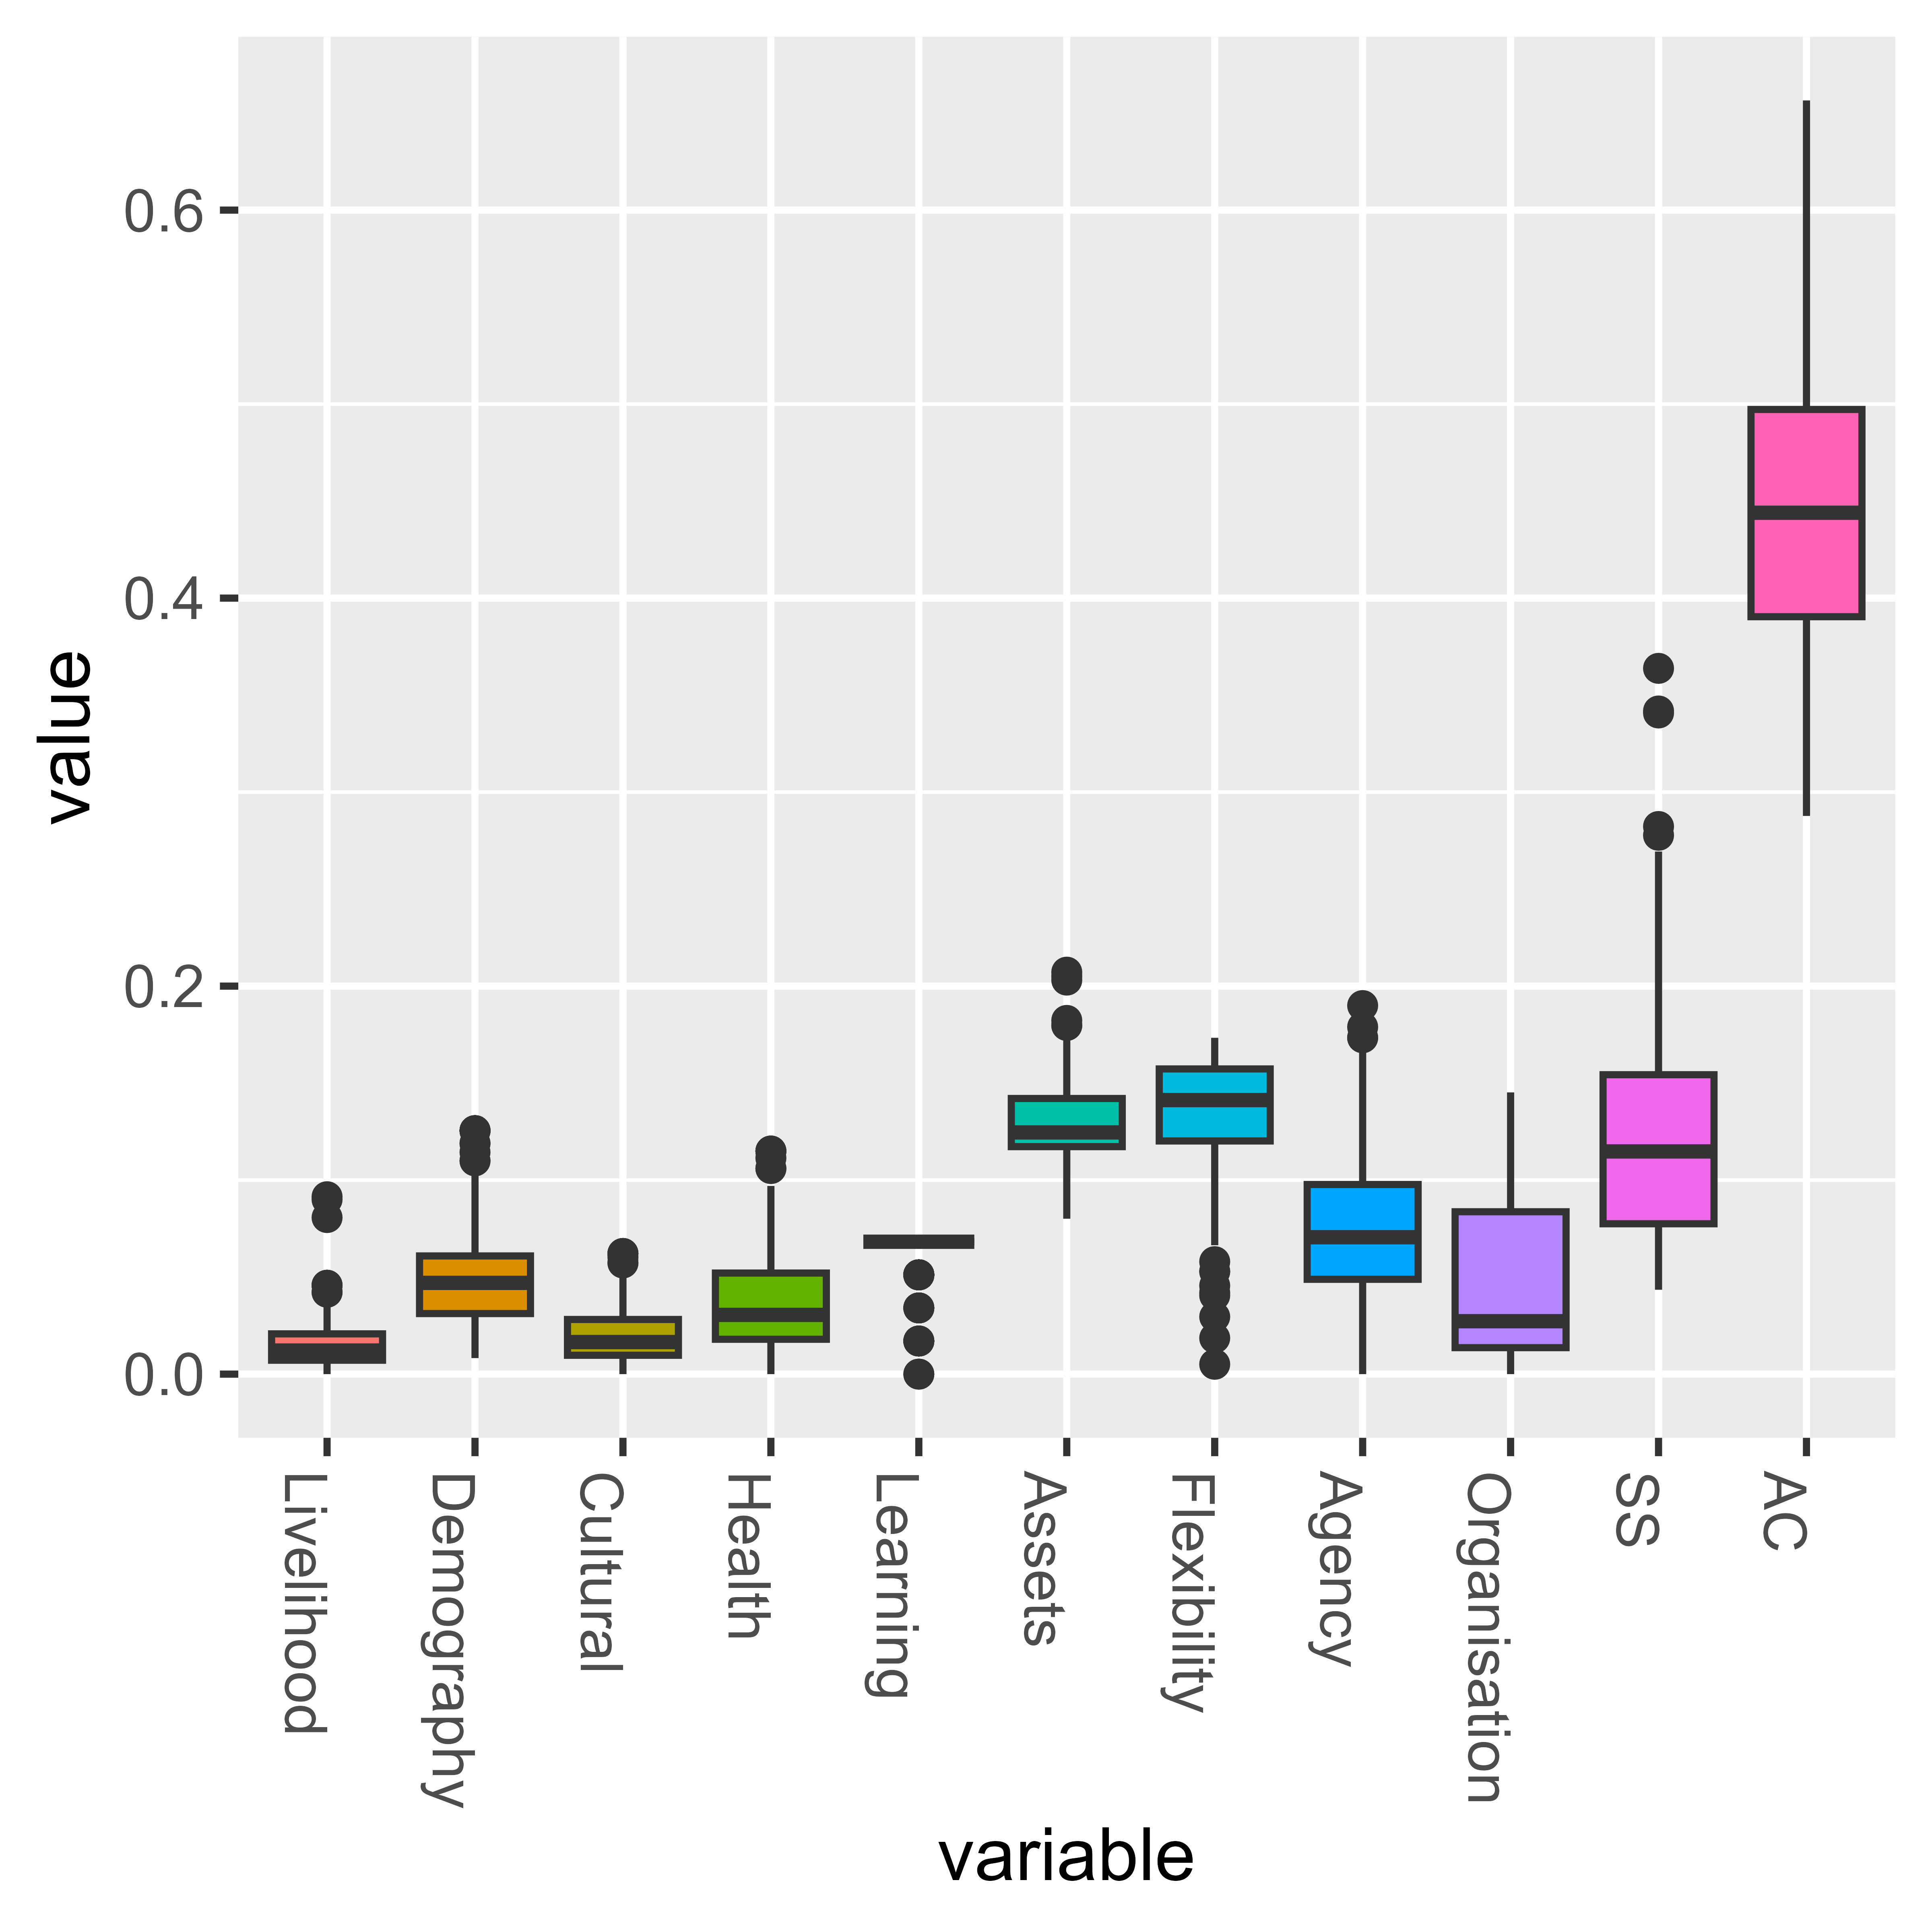 0.6
0.4
0.2
0.0
value
Livelihood
Demography
Cultural
Health
Learning
Assets
Flexibility
Agency
Organisation
SS
AC
variable